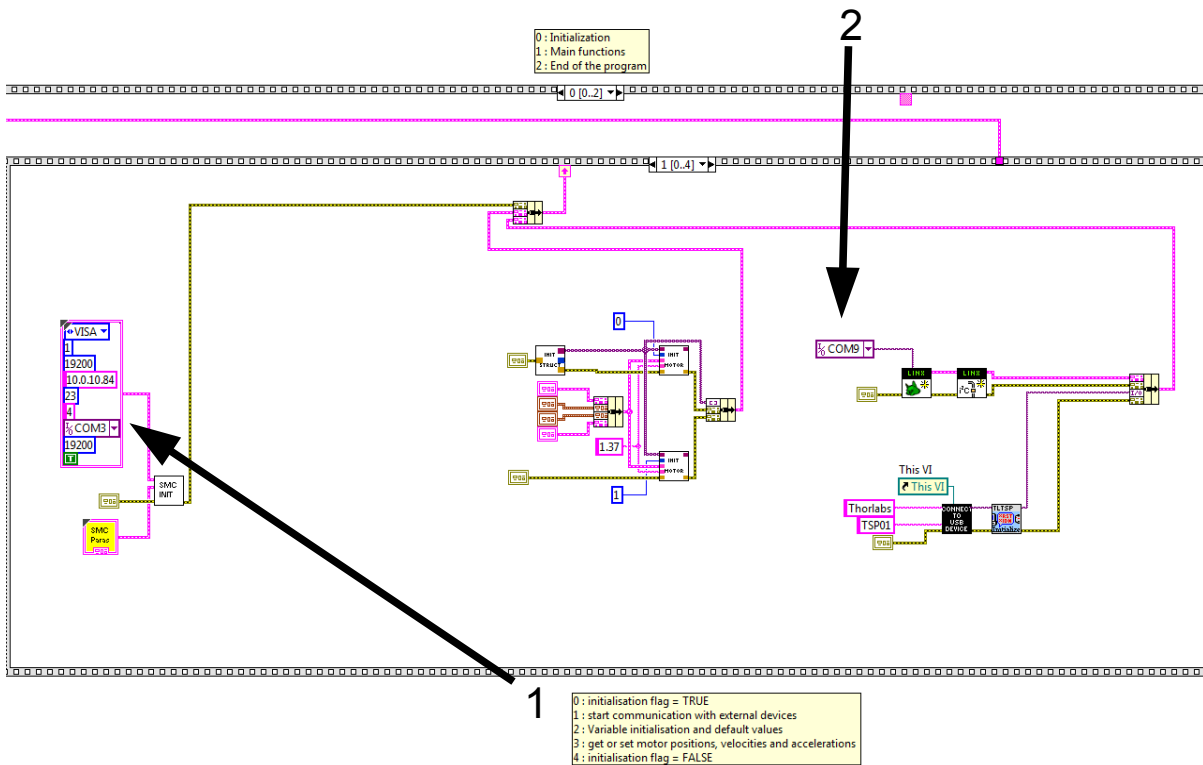 2
0 : Initialization
1 : Main functions
2 : End of the program
0 [0..2]
1 [0..4]
VISA
1
19200
10.0.10.84
23
4
COM3
19200
T
SMC
INIT
SMC
Paras
0
INIT
STRUCT
INIT
MOTOR
1.37
INIT
MOTOR
1
COM9
LINX
LINX
I²C
This VI
This VI
Thorlabs
TSP01
CONNECT
TO
USB
DEVICE
TLTSP
Initialize
1
0 : initialisation flag = TRUE
1 : start communication with external devices
2 : Variable initialisation and default values
3 : get or set motor positions, velocities and accelerations
4 : initialisation flag = FALSE